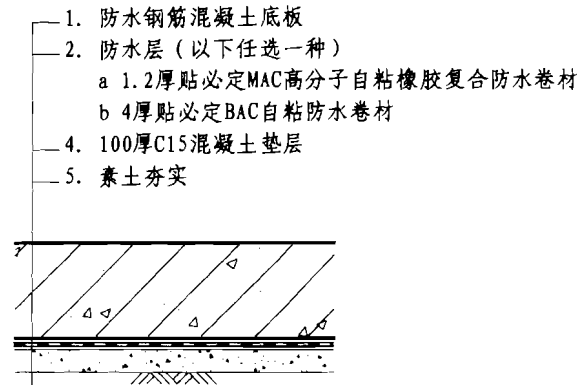 1. 防水钢筋混凝土底板
2. 防水层（以下任选一种）
a 1.2厚贴必定MAC高分子自粘橡胶复合防水卷材
b 4厚贴必定BAC自粘防水卷材
4. 100厚C15混凝土垫层
5. 素土夯实